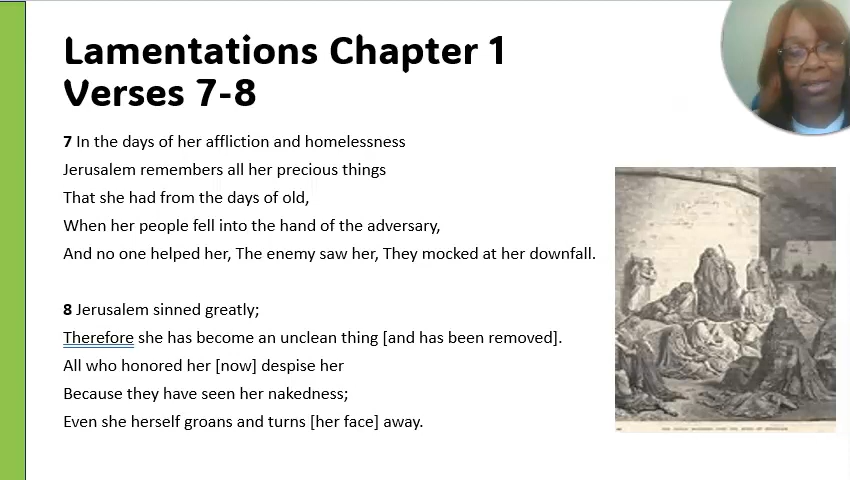 Lamentations Chapter 1
Verses 7-8
7 In the days of her affliction and homelessness
Jerusalem remembers all her precious things
That she had from the days of old,
When her people fell into the hand of the adversary,
And no one helped her, The enemy saw her, They mocked at her downfall.
8 Jerusalem sinned greatly;
Therefore she has become an unclean thing [and has been removed].
All who honored her [now] despise her
Because they have seen her nakedness;
Even she herself groans and turns [her face] away.